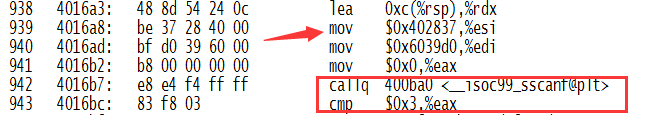 938 4016a3: 48 8d 54 24 0c lea 0xc(%rsp),%rdx
939 4016a8: be 37 28 40 00 mov $0x402837,%esi
940 4016ad: bf d0 39 60 00 mov $0x6039d0,%edi
941 4016b2: b8 00 00 00 00 mov $0x0,%eax
942 4016b7: e8 e4 f4 ff ff callq 400ba0 <__isoc99_sscanf@plt>
943 4016bc: 83 f8 03 cmp $0x3,%eax